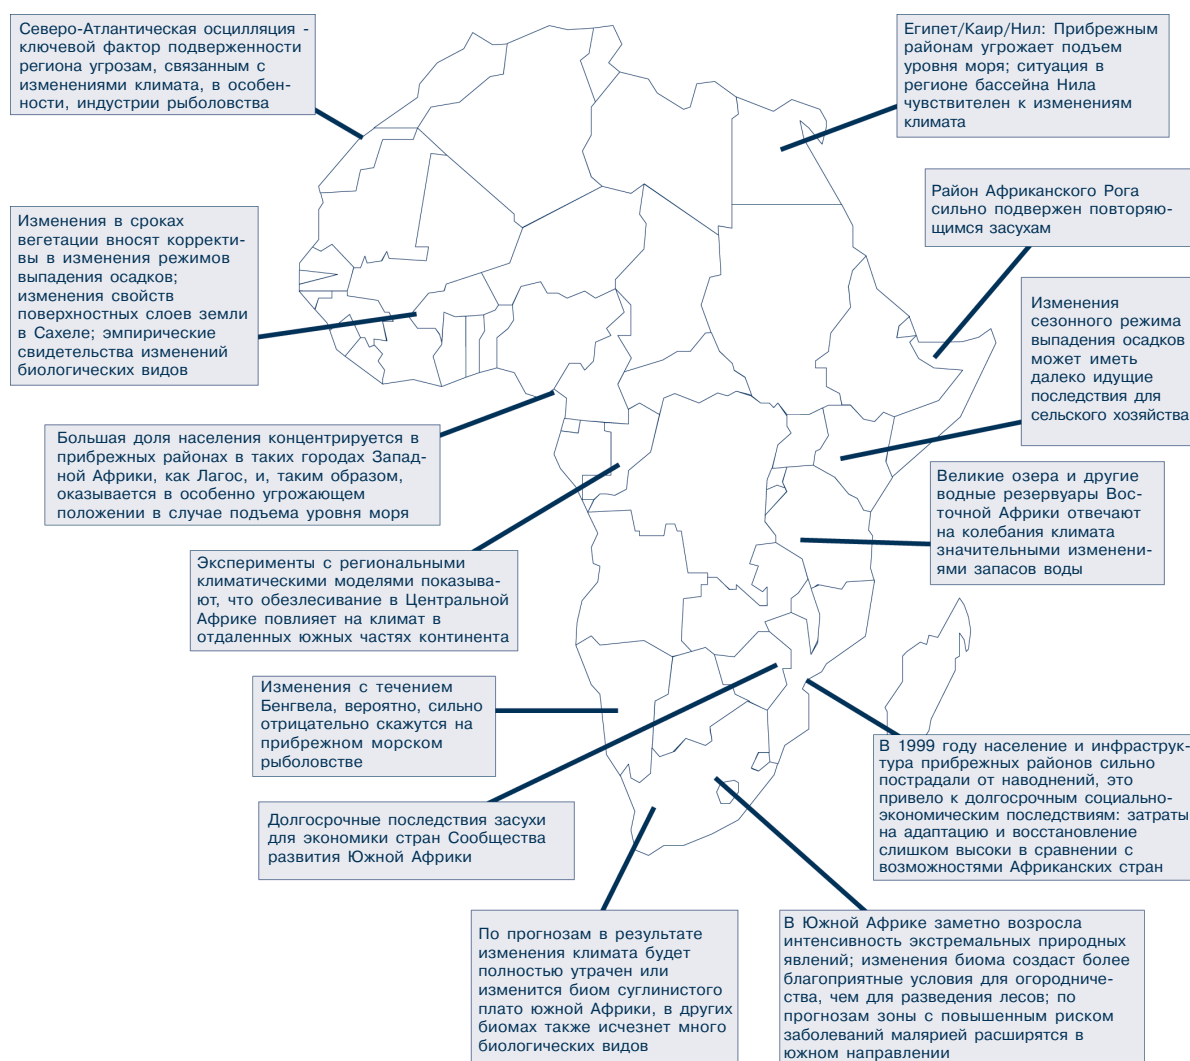 Северо-Атлантическая осцилляция -
ключевой фактор подверженности
региона угрозам, связанным с
изменениями климата, в особен-
ности, индустрии рыболовства
Египет/Каир/Нил: Прибрежным
районам угрожает подъем
уровня моря; ситуация в
регионе бассейна Нила
чувствителен к изменениям
климата
Район Африканского Рога
сильно подвержен повторяю-
щимся засухам
Изменения в сроках
вегетации вносят корректи-
вы в изменения режимов
выпадения осадков;
изменения свойств
поверхностных слоев земли
в Сахеле; эмпирические
свидетельства изменений
биологических видов
Изменения
сезонного режима
выпадения осадков
может иметь
далеко идущие
последствия для
сельского хозяйства
Большая доля населения концентрируется в
прибрежных районах в таких городах Запад-
ной Африки, как Лагос, и, таким образом,
оказывается в особенно угрожающем
положении в случае подъема уровня моря
Великие озера и другие
водные резервуары Вос-
точной Африки отвечают
на колебания климата
значительными изменени-
ями запасов воды
Эксперименты с региональными
климатическими моделями показыва-
ют, что обезлесивание в Центральной
Африке повлияет на климат в
отдаленных южных частях континента
Изменения с течением
Бенгвела, вероятно, сильно
отрицательно скажутся на
прибрежном морском
рыболовстве
В 1999 году население и инфраструк-
тура прибрежных районов сильно
пострадали от наводнений, это
привело к долгосрочным социально-
экономическим последствиям: затраты
на адаптацию и восстановление
слишком высоки в сравнении с
возможностями Африканских стран
Долгосрочные последствия засухи
для экономики стран Сообщества
развития Южной Африки
По прогнозам в результате
изменения климата будет
полностью утрачен или
изменится биом суглинистого
плато южной Африки, в других
биомах также исчезнет много
биологических видов
В Южной Африке заметно возросла
интенсивность экстремальных природных
явлений; изменения биома создаст более
благоприятные условия для огородниче-
ства, чем для разведения лесов; по
прогнозам зоны с повышенным риском
заболеваний малярией расширятся в
южном направлении